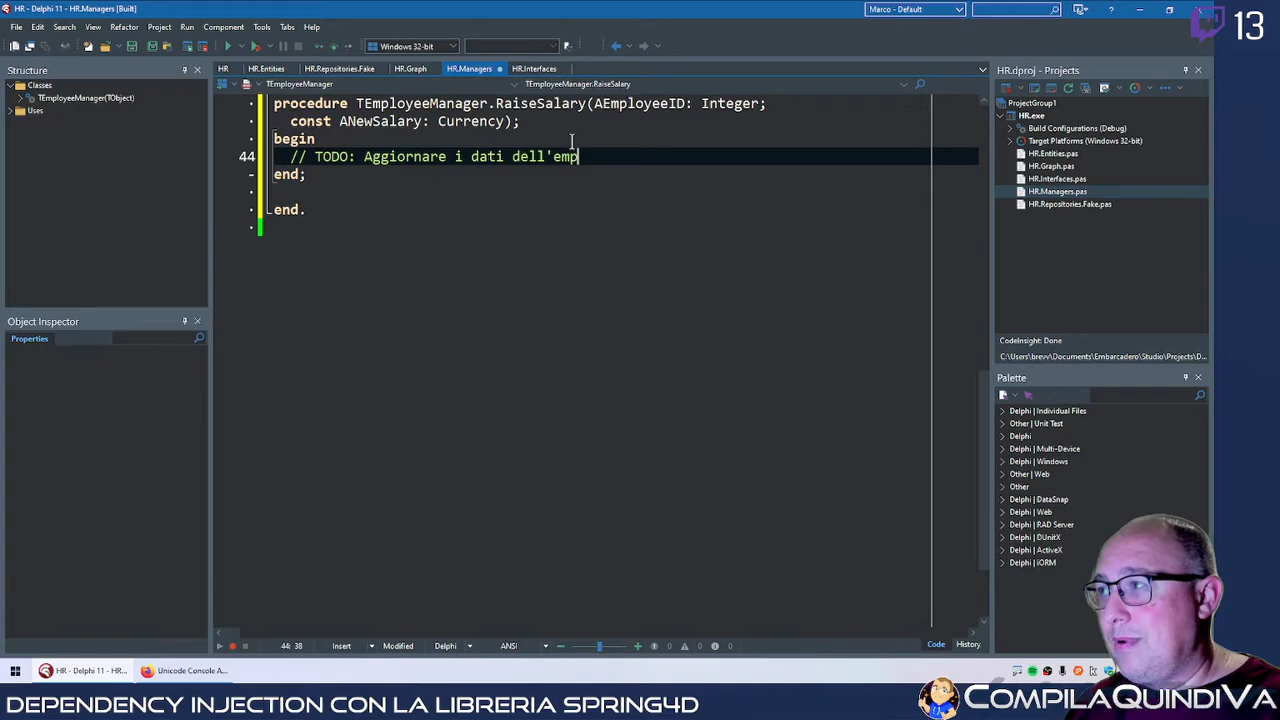 HR - Delphi 11 - HR.Managers [Built]
Marco - Default
13
File Edit Search View Refactor Project Run Component Tools Tabs Help
Windows 32-bit
Structure
Classes
TEmployeeManager(TObject)
Uses
HR HR.Entities HR.Repositories.Fake HR.Graph HR.Managers HR.Interfaces
TEmployeeManager TEmployeeManager.RaiseSalary
procedure TEmployeeManager.RaiseSalary(AEmployeeID: Integer;
const ANewSalary: Currency);
begin
44 // TODO: Aggiornare i dati dell'emp
end;
end.
Object Inspector
Properties
44: 38 Insert Modified Delphi ANSI 0 0 0
Code History
HR.dproj - Projects
ProjectGroup1
HR.exe
Build Configurations (Debug)
Target Platforms (Windows 32-bit)
HR.Entities.pas
HR.Graph.pas
HR.Interfaces.pas
HR.Managers.pas
HR.Repositories.Fake.pas
CodeInsight: Done
C:\Users\brevv\Documents\Embarcadero\Studio\Projects\D...
Palette
Delphi | Individual Files
Other | Unit Test
Delphi
Delphi | Multi-Device
Delphi | Windows
Other | Web
Other
Delphi | DataSnap
Delphi | Web
Delphi | RAD Server
Delphi | DUnitX
Delphi | ActiveX
Delphi | iORM
HR - Delphi 11 - HR....
Unicode Console A...
DEPENDENCY INJECTION CON LA LIBRERIA SPRING4D
COMPILAQUINDIVA